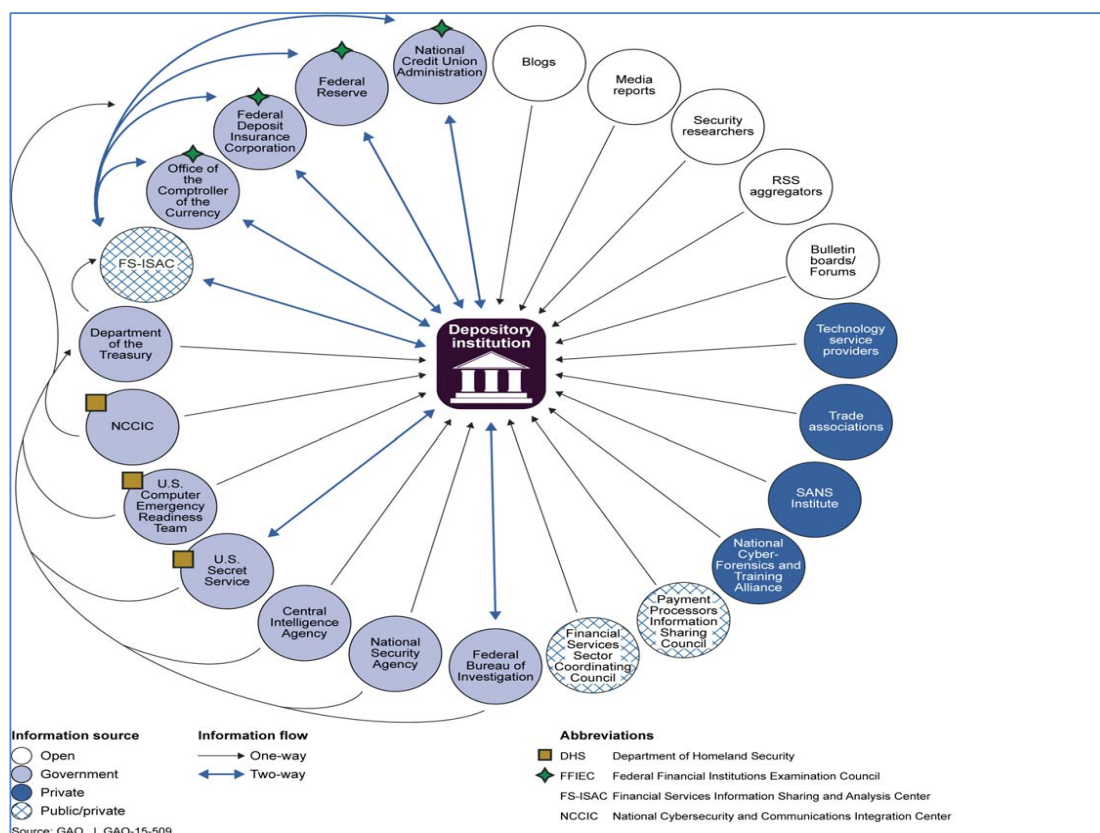 National
Credit Union
Administration
Blogs
Federal
Reserve
Media
reports
Federal
Deposit
Insurance
Corporation
Security
researchers
Office of
the
Comptroller
of the
Currency
RSS
aggregators
FS-ISAC
Bulletin
boards/
Forums
Department
of the
Treasury
Depository
institution
Technology
service
providers
NCCIC
Trade
associations
U.S.
Computer
Emergency
Readiness
Team
SANS
Institute
U.S.
Secret
Service
National
Cyber-
Forensics and
Training
Alliance
Central
Intelligence
Agency
National
Security
Agency
Federal
Bureau of
Investigation
Financial
Services
Sector
Coordinating
Council
Payment
Processors
Information
Sharing
Council
Information source
Open
Government
Private
Public/private
Information flow
One-way
Two-way
Abbreviations
DHS Department of Homeland Security
FFIEC Federal Financial Institutions Examination Council
FS-ISAC Financial Services Information Sharing and Analysis Center
NCCIC National Cybersecurity and Communications Integration Center
Source: GAO. | GAO-15-509